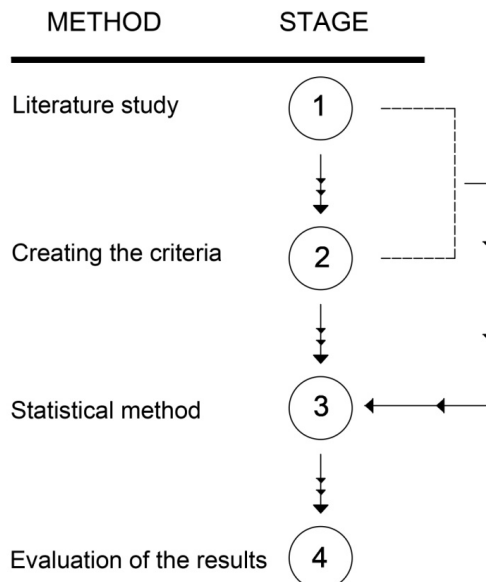 METHOD STAGE
Literature study 1
Creating the criteria 2
Statistical method 3
Evaluation of the results 4